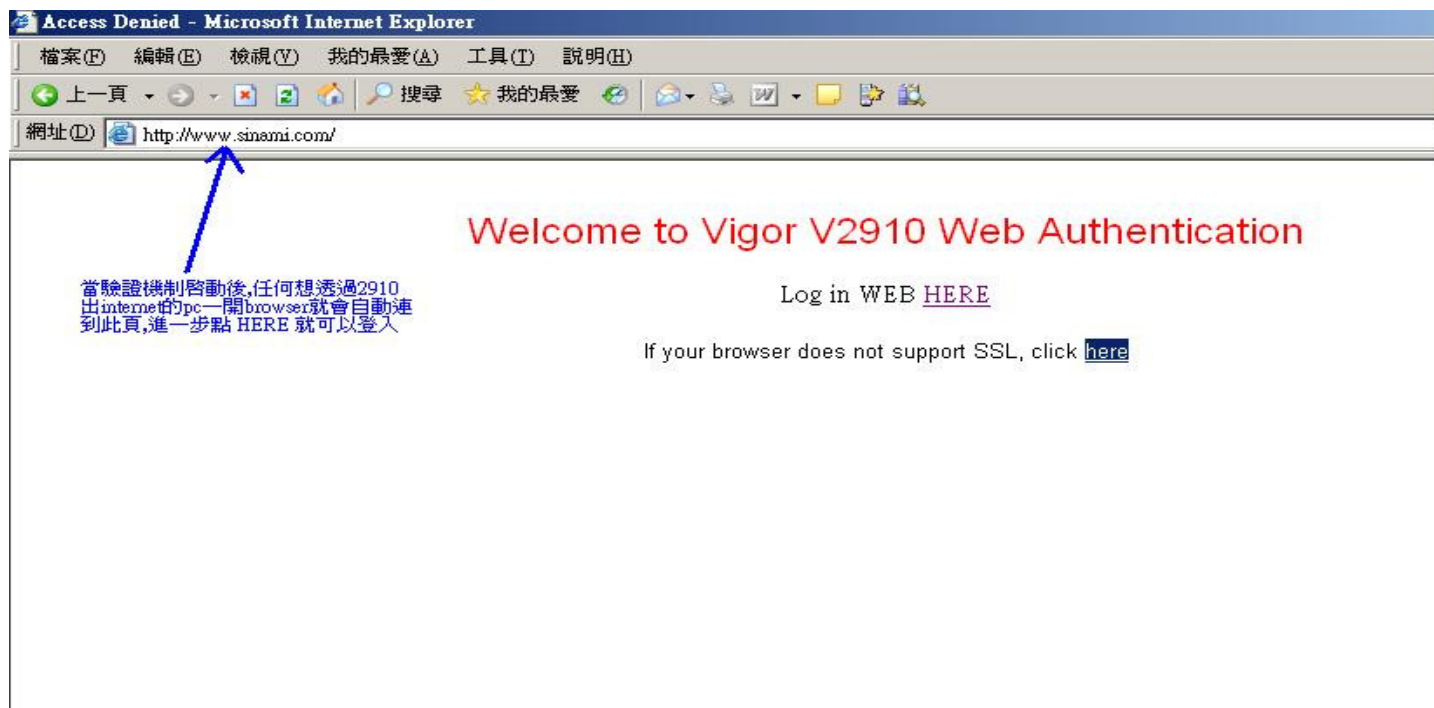 Access Denied - Microsoft Internet Explorer
檔案(F) 編輯(E) 檢視(V) 我的最愛(A) 工具(T) 說明(H)
上一頁 搜尋 我的最愛
網址(D) http://www.sinami.com/
Welcome to Vigor V2910 Web Authentication
Log in WEB HERE
If your browser does not support SSL, click here
當驗證機制啓動後,任何想透過2910
出internet的pc一開browser就會自動連
到此頁,進一步點 HERE 就可以登入